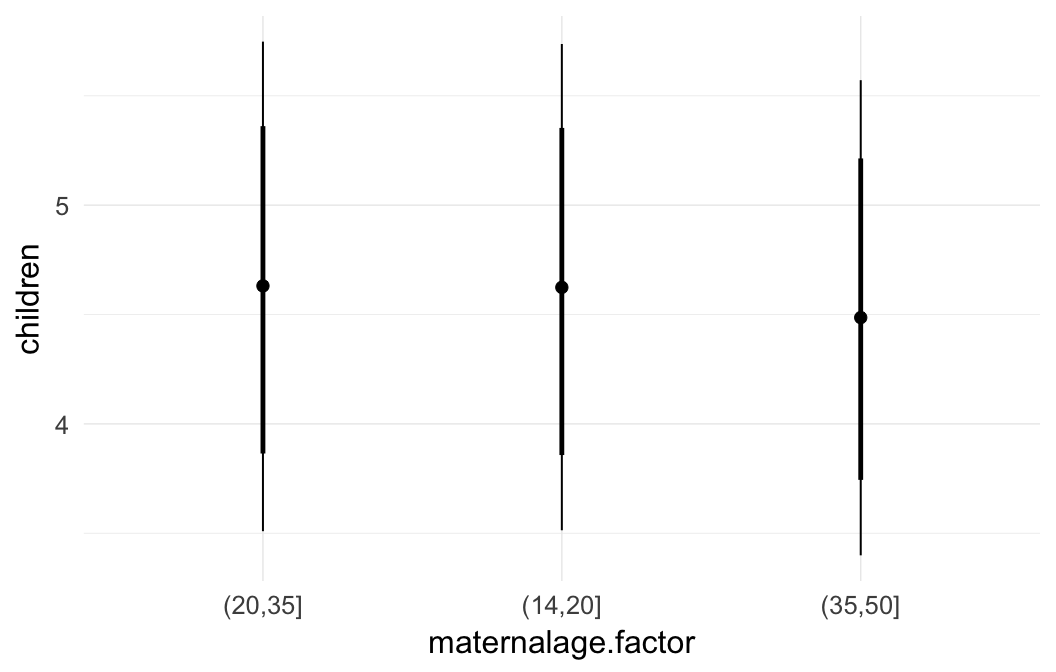 children
5
4
(20,35] (14,20] (35,50]
maternalage.factor